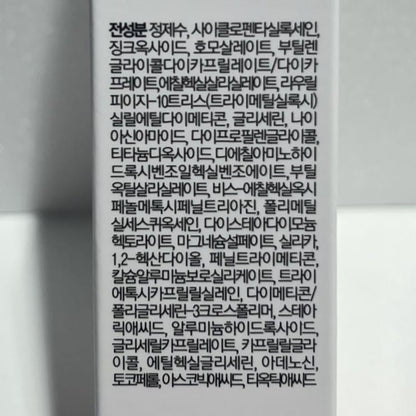 전성분 정제수, 사이클로펜타실록세인,
징크옥사이드, 호모살레이트, 부틸렌
글라이콜다이카프릴레이트/다이카
프레이트,에칠헥실살리실레이트, 라우릴
피이지-10트리스(트라이메틸실록시)
실릴에틸다이메티콘, 글리세린, 나이
아신아마이드, 다이프로필렌글라이콜,
티타늄디옥사이드, 디에칠아미노하이
드록시벤조일헥실벤조에이트, 부틸
옥틸살리실레이트, 비스-에칠헥실옥시
페놀메톡시페닐트리아진, 폴리메틸
실세스퀴옥세인, 다이스테아다이모늄
헥토라이트, 마그네슘설페이트, 실리카,
1,2-헥산다이올, 페닐트라이메티콘,
칼슘알루미늄보로실리케이트, 트라이
에톡시카프릴릴실레인, 다이메티콘/
폴리글리세린-3크로스폴리머, 스테아
릭애씨드, 알루미늄하이드록사이드,
글리세릴카프릴레이트, 카프릴릴글라
이콜, 에틸헥실글리세린, 아데노신,
토코페롤, 아스코빅애씨드, 티옥틱애씨드